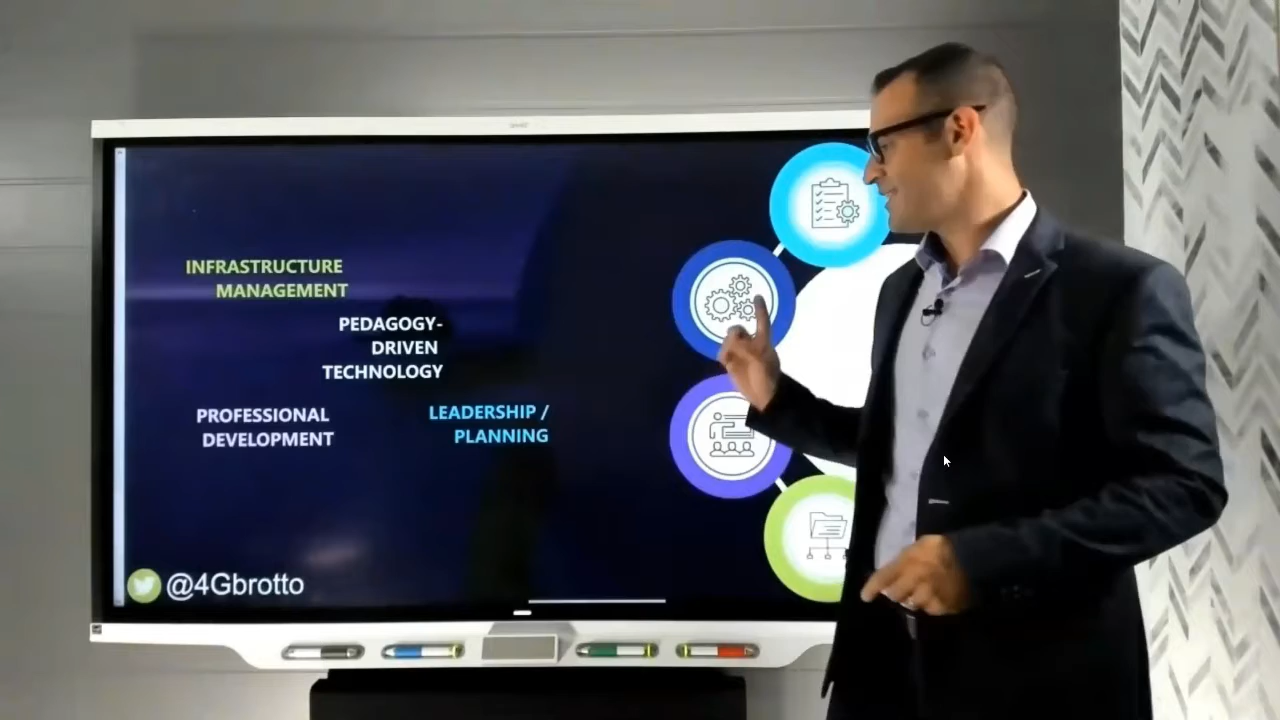 INFRASTRUCTURE
MANAGEMENT
PEDAGOGY-
DRIVEN
TECHNOLOGY
PROFESSIONAL
DEVELOPMENT
LEADERSHIP /
PLANNING
@4Gbrotto